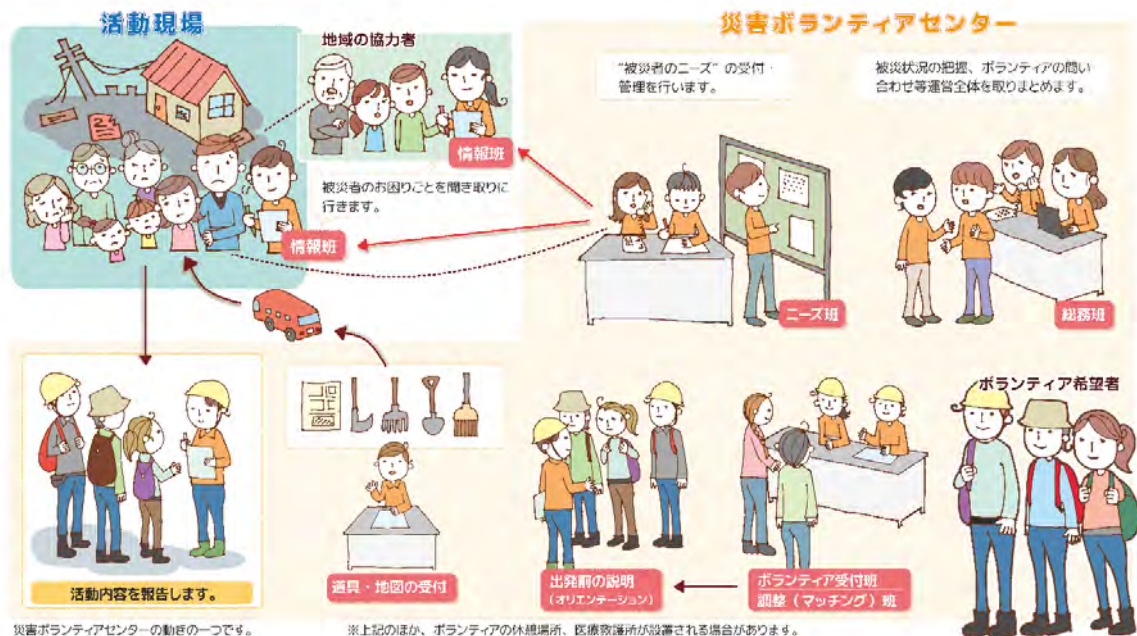 活動現場
災害ボランティアセンター
地域の協力者
情報班
被災者のお困りごとを聞き取りに
行きます。
情報班
“被災者のニーズ”の受付・
管理を行います。
被災状況の把握、ボランティアの問い
合わせ等運営全体を取りまとめます。
ニーズ班
総務班
ボランティア希望者
ボランティア受付班
調整（マッチング）班
出発前の説明
（オリエンテーション）
道具・地図の受付
活動内容を報告します。
災害ボランティアセンターの動きの一つです。
※上記のほか、ボランティアの休憩場所、医療救護所が設置される場合があります。